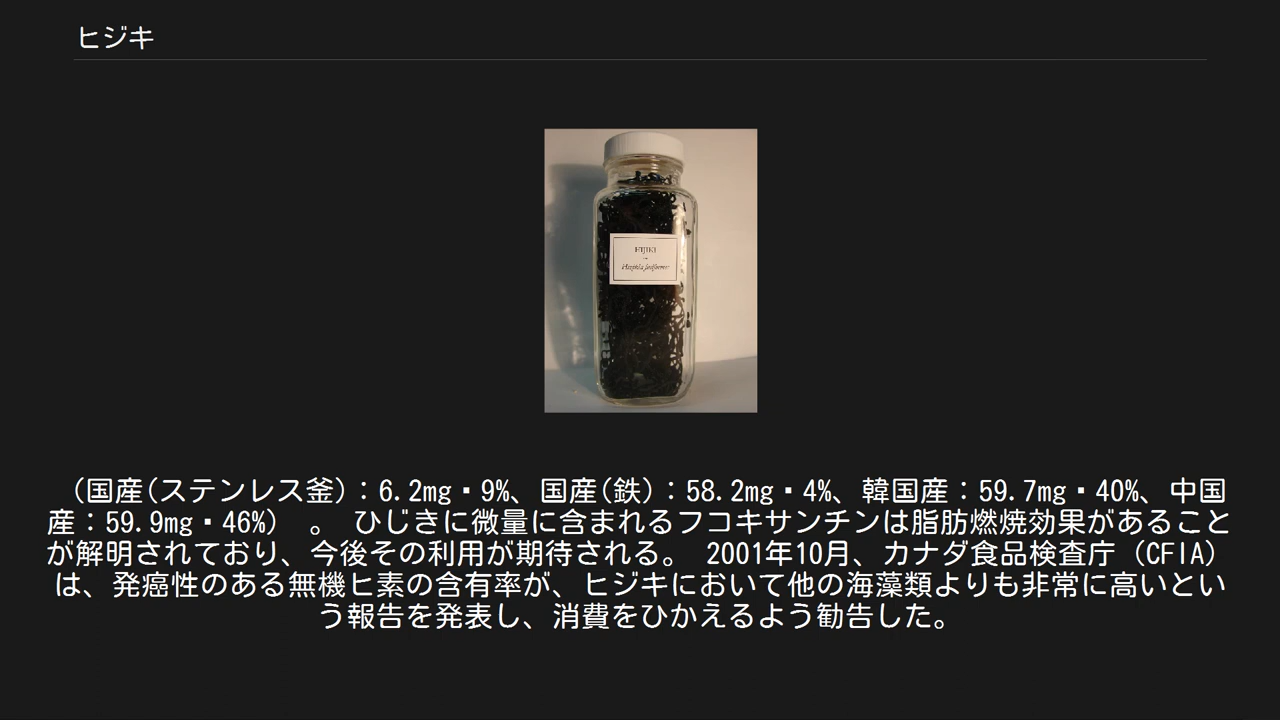 ヒジキ
HIJIKI
(国産(ステンレス釜):6.2mg・9%、国産(鉄):58.2mg・4%、韓国産:59.7mg・40%、中国
産:59.9mg・46%) 。 ひじきに微量に含まれるフコキサンチンは脂肪燃焼効果があること
が解明されており、今後その利用が期待される。 2001年10月、カナダ食品検査庁（CFIA）
は、発癌性のある無機ヒ素の含有率が、ヒジキにおいて他の海藻類よりも非常に高いとい
う報告を発表し、消費をひかえるよう勧告した。